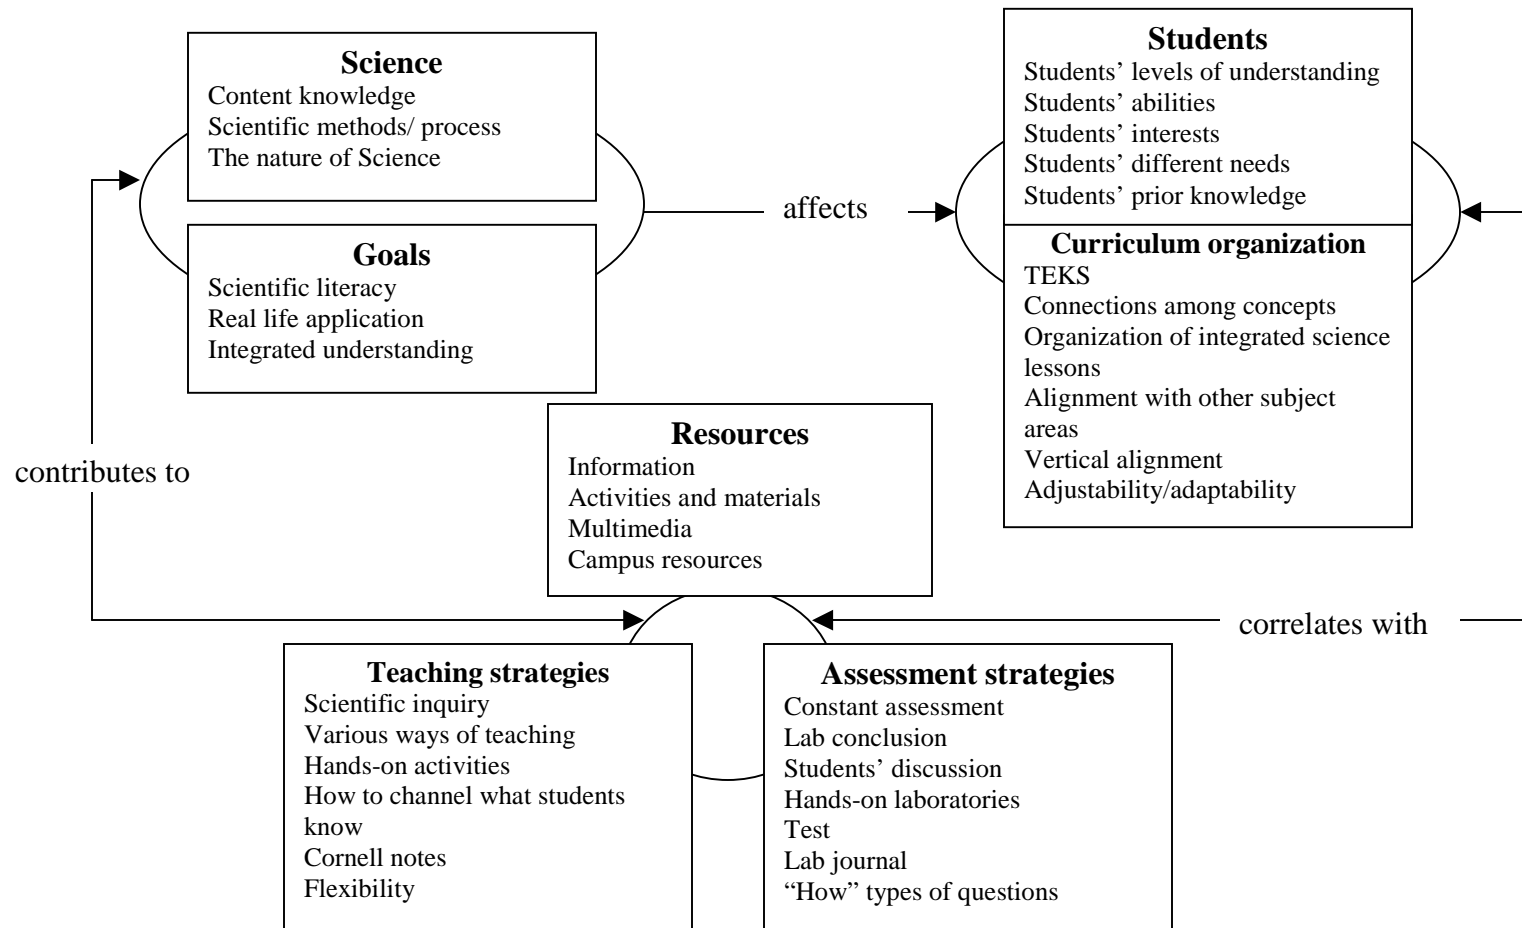 Science
Content knowledge
Scientific methods/ process
The nature of Science
Goals
Scientific literacy
Real life application
Integrated understanding
affects
Students
Students’ levels of understanding
Students’ abilities
Students’ interests
Students’ different needs
Students’ prior knowledge
Curriculum organization
TEKS
Connections among concepts
Organization of integrated science
lessons
Alignment with other subject
areas
Vertical alignment
Adjustability/adaptability
contributes to
Resources
Information
Activities and materials
Multimedia
Campus resources
correlates with
Teaching strategies
Scientific inquiry
Various ways of teaching
Hands-on activities
How to channel what students
know
Cornell notes
Flexibility
Assessment strategies
Constant assessment
Lab conclusion
Students’ discussion
Hands-on laboratories
Test
Lab journal
“How” types of questions